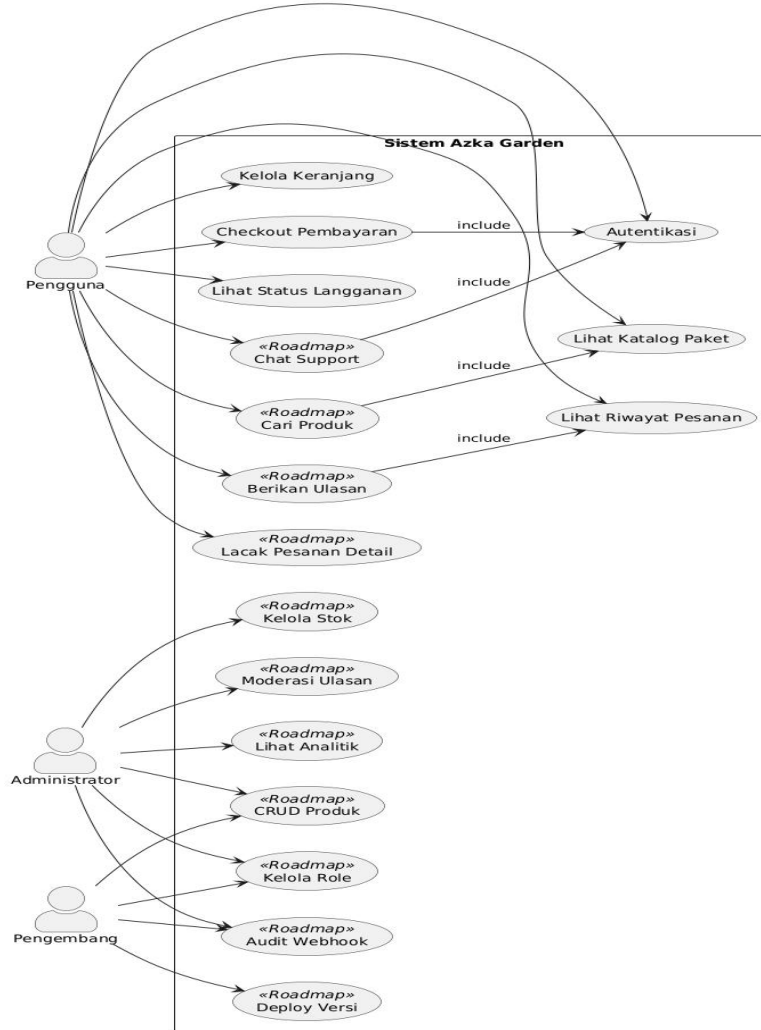 Sistem Azka Garden
Kelola Keranjang
Checkout Pembayaran
include
Autentikasi
Pengguna
Lihat Status Langganan
include
«Roadmap»
Chat Support
Lihat Katalog Paket
include
«Roadmap»
Cari Produk
Lihat Riwayat Pesanan
include
«Roadmap»
Berikan Ulasan
«Roadmap»
Lacak Pesanan Detail
«Roadmap»
Kelola Stok
«Roadmap»
Moderasi Ulasan
«Roadmap»
Lihat Analitik
Administrator
«Roadmap»
CRUD Produk
«Roadmap»
Kelola Role
Pengembang
«Roadmap»
Audit Webhook
«Roadmap»
Deploy Versi